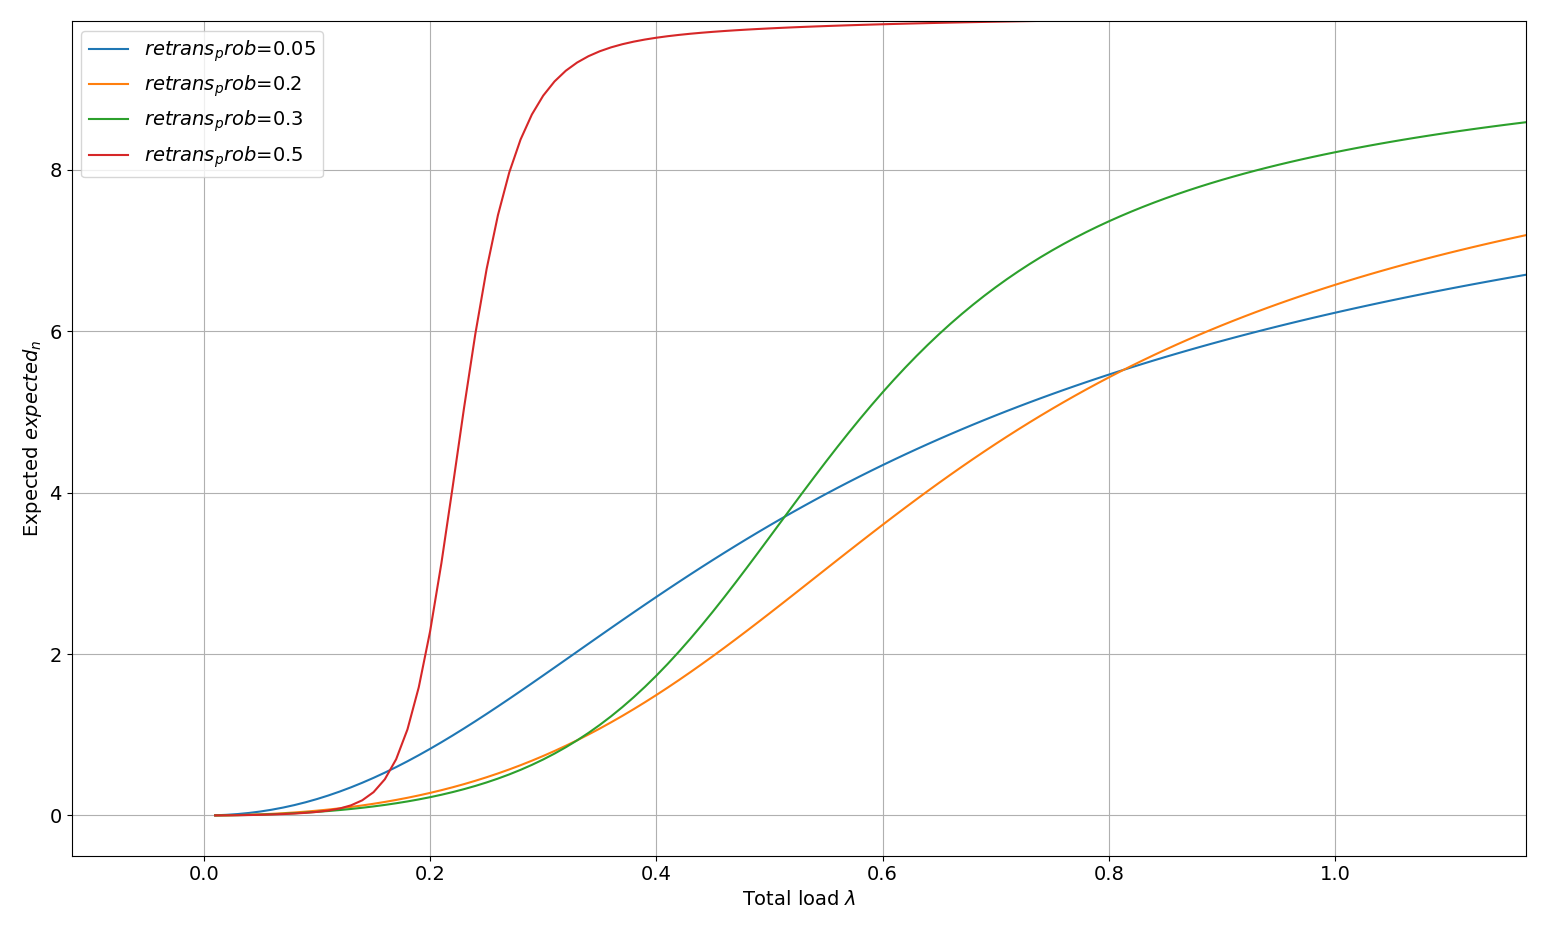 retrans_prob=0.05
retrans_prob=0.2
retrans_prob=0.3
retrans_prob=0.5
8
6
4
2
0
Expected expected_n
0.0 0.2 0.4 0.6 0.8 1.0
Total load λ